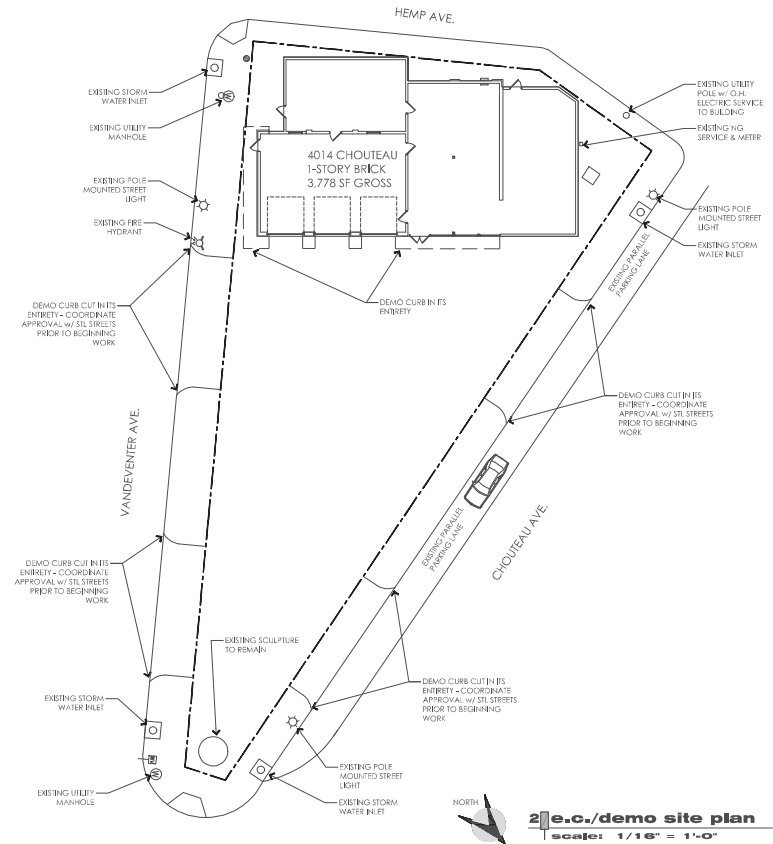 HEMP AVE.
EXISTING STORM
WATER INLET
EXISTING UTILITY
MANHOLE
EXISTING POLE
MOUNTED STREET
LIGHT
EXISTING FIRE
HYDRANT
4014 CHOUTEAU
1-STORY BRICK
3,778 SF GROSS
EXISTING UTILITY
POLE w/ O.H.
ELECTRIC SERVICE
TO BUILDING
EXISTING NG
SERVICE & METER
EXISTING POLE
MOUNTED STREET
LIGHT
EXISTING STORM
WATER INLET
EXISTING PARALLEL
PARKING LANE
DEMO CURB IN ITS
ENTIRETY
DEMO CURB CUT IN ITS
ENTIRETY - COORDINATE
APPROVAL w/ STL STREETS
PRIOR TO BEGINNING
WORK
DEMO CURB CUT IN ITS
ENTIRETY - COORDINATE
APPROVAL w/ STL STREETS
PRIOR TO BEGINNING
WORK
VANDEVENTER AVE.
CHOUTEAU AVE.
EXISTING PARALLEL
PARKING LANE
DEMO CURB CUT IN ITS
ENTIRETY - COORDINATE
APPROVAL w/ STL STREETS
PRIOR TO BEGINNING
WORK
EXISTING SCULPTURE
TO REMAIN
DEMO CURB CUT IN ITS
ENTIRETY - COORDINATE
APPROVAL w/ STL STREETS
PRIOR TO BEGINNING
WORK
EXISTING STORM
WATER INLET
EXISTING UTILITY
MANHOLE
EXISTING POLE
MOUNTED STREET
LIGHT
EXISTING STORM
WATER INLET
NORTH
2 e.c./demo site plan
scale: 1/16" = 1'-0"